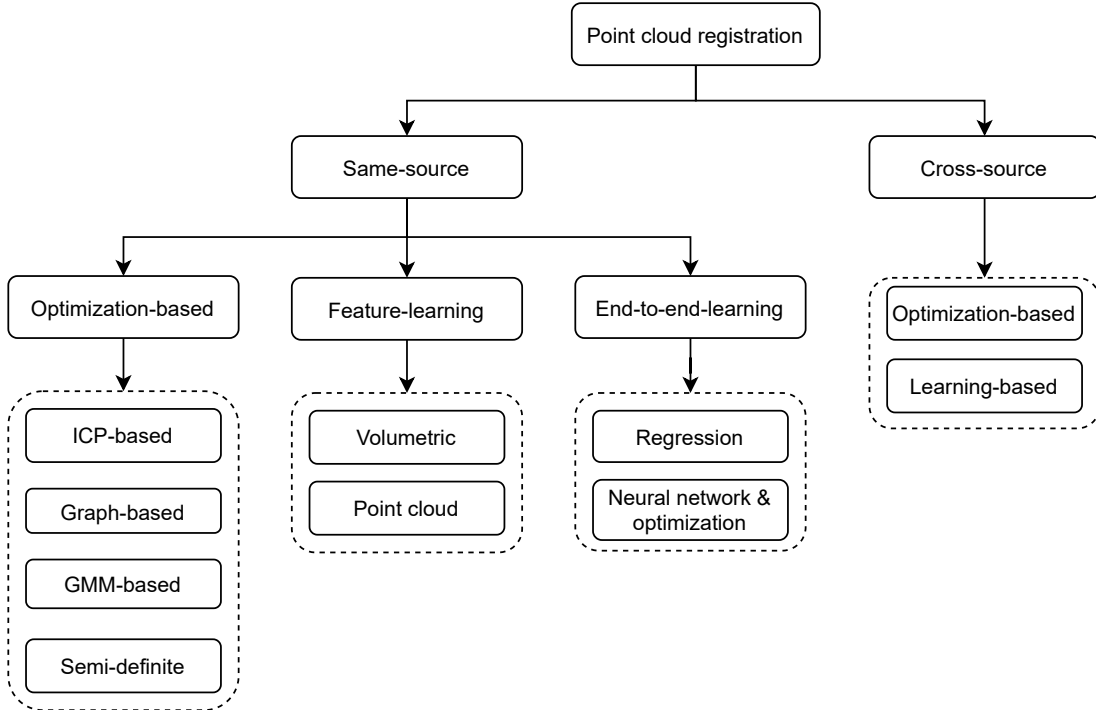 Point cloud registration
Same-source
Cross-source
Optimization-based
Feature-learning
End-to-end-learning
Optimization-based
Learning-based
ICP-based
Graph-based
GMM-based
Semi-definite
Volumetric
Point cloud
Regression
Neural network &
optimization